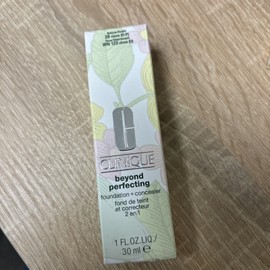 CLINIQUE
beyond
perfecting
foundation + concealer
fond de teint
et correcteur
2 en 1
1 FL.OZ.LIQ/
30 ml e